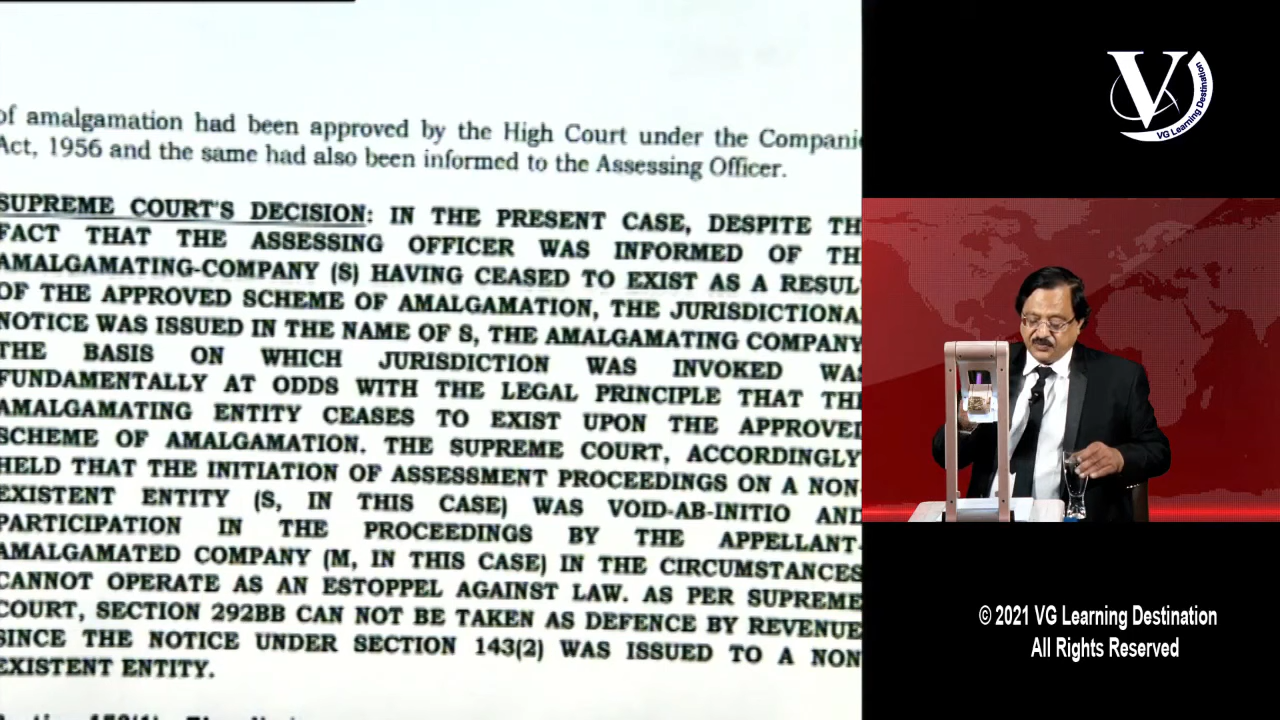 of amalgamation had been approved by the High Court under the Companie
Act, 1956 and the same had also been informed to the Assessing Officer.
SUPREME COURT'S DECISION: IN THE PRESENT CASE, DESPITE TH
FACT THAT THE ASSESSING OFFICER WAS INFORMED OF TH
AMALGAMATING-COMPANY (S) HAVING CEASED TO EXIST AS A RESUL
OF THE APPROVED SCHEME OF AMALGAMATION, THE JURISDICTIONA
NOTICE WAS ISSUED IN THE NAME OF S, THE AMALGAMATING COMPANY
THE BASIS ON WHICH JURISDICTION WAS INVOKED WAS
FUNDAMENTALLY AT ODDS WITH THE LEGAL PRINCIPLE THAT THE
AMALGAMATING ENTITY CEASES TO EXIST UPON THE APPROVED
SCHEME OF AMALGAMATION. THE SUPREME COURT, ACCORDINGLY
HELD THAT THE INITIATION OF ASSESSMENT PROCEEDINGS ON A NON-
EXISTENT ENTITY (S, IN THIS CASE) WAS VOID-AB-INITIO AND
PARTICIPATION IN THE PROCEEDINGS BY THE APPELLANT-
AMALGAMATED COMPANY (M, IN THIS CASE) IN THE CIRCUMSTANCES
CANNOT OPERATE AS AN ESTOPPEL AGAINST LAW. AS PER SUPREME
COURT, SECTION 292BB CAN NOT BE TAKEN AS DEFENCE BY REVENUE
SINCE THE NOTICE UNDER SECTION 143(2) WAS ISSUED TO A NON
EXISTENT ENTITY.
V
VG Learning Destination
© 2021 VG Learning Destination
All Rights Reserved